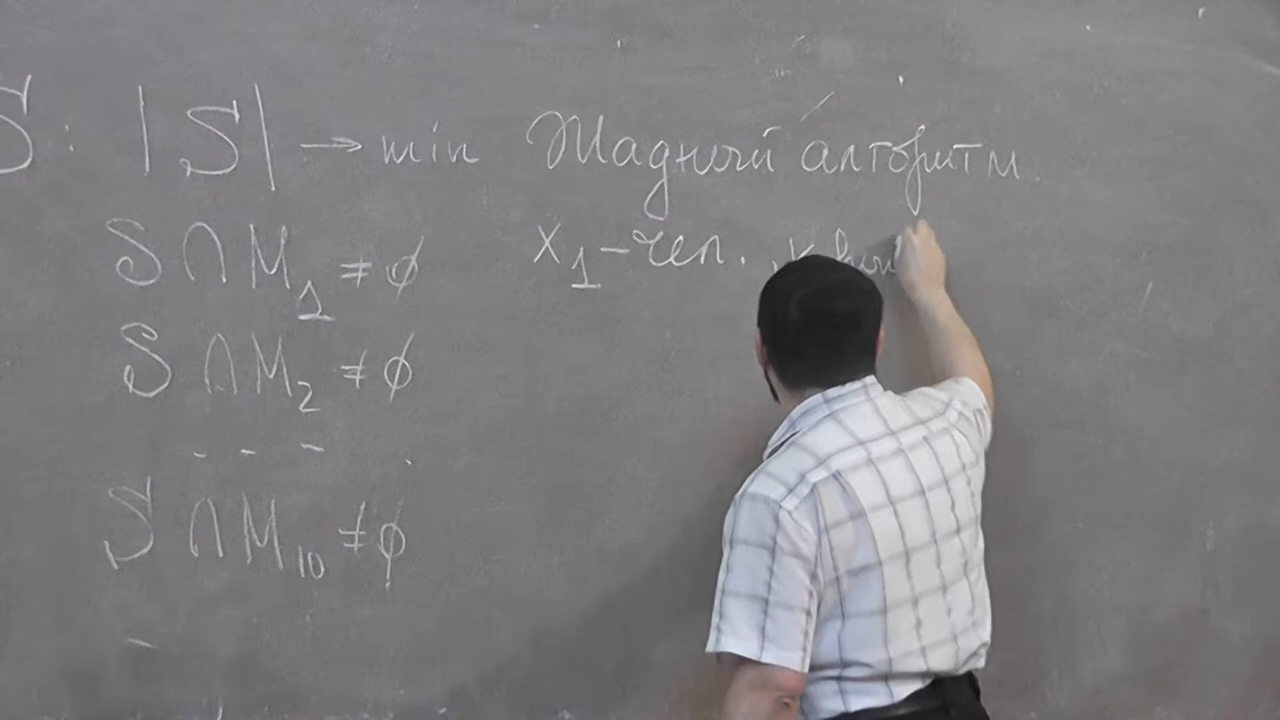 S: |S| → min Жадный алгоритм.
S ∩ M₁ ≠ ∅ x₁ – чел.,
S ∩ M₂ ≠ ∅
- - - .
S ∩ M₁₀ ≠ ∅